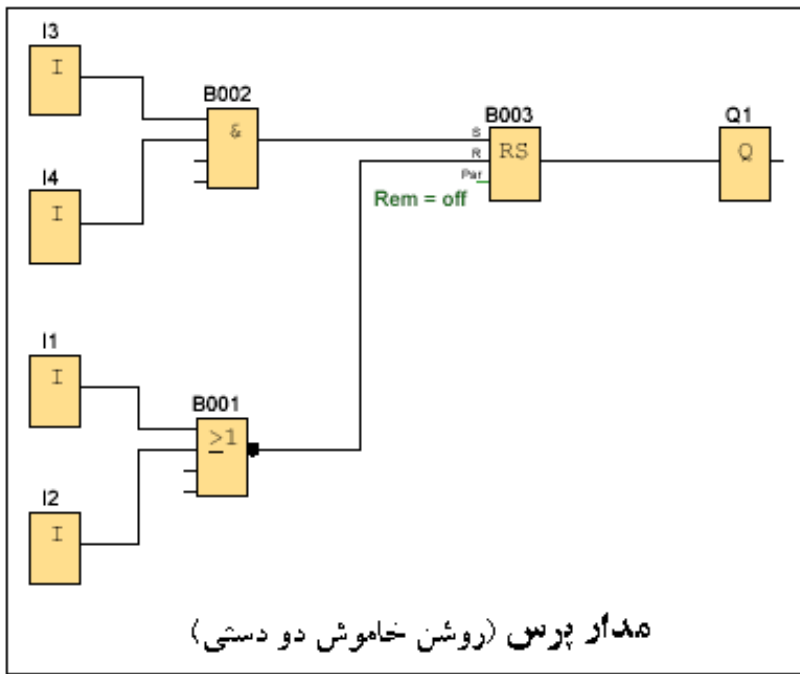 I3
I
B002
&
I4
I
B003
S
R
Par
RS
Rem = off
Q1
Q
I1
I
B001
≥1
I2
I
مدار پرس (روشن خاموش دو دستی)